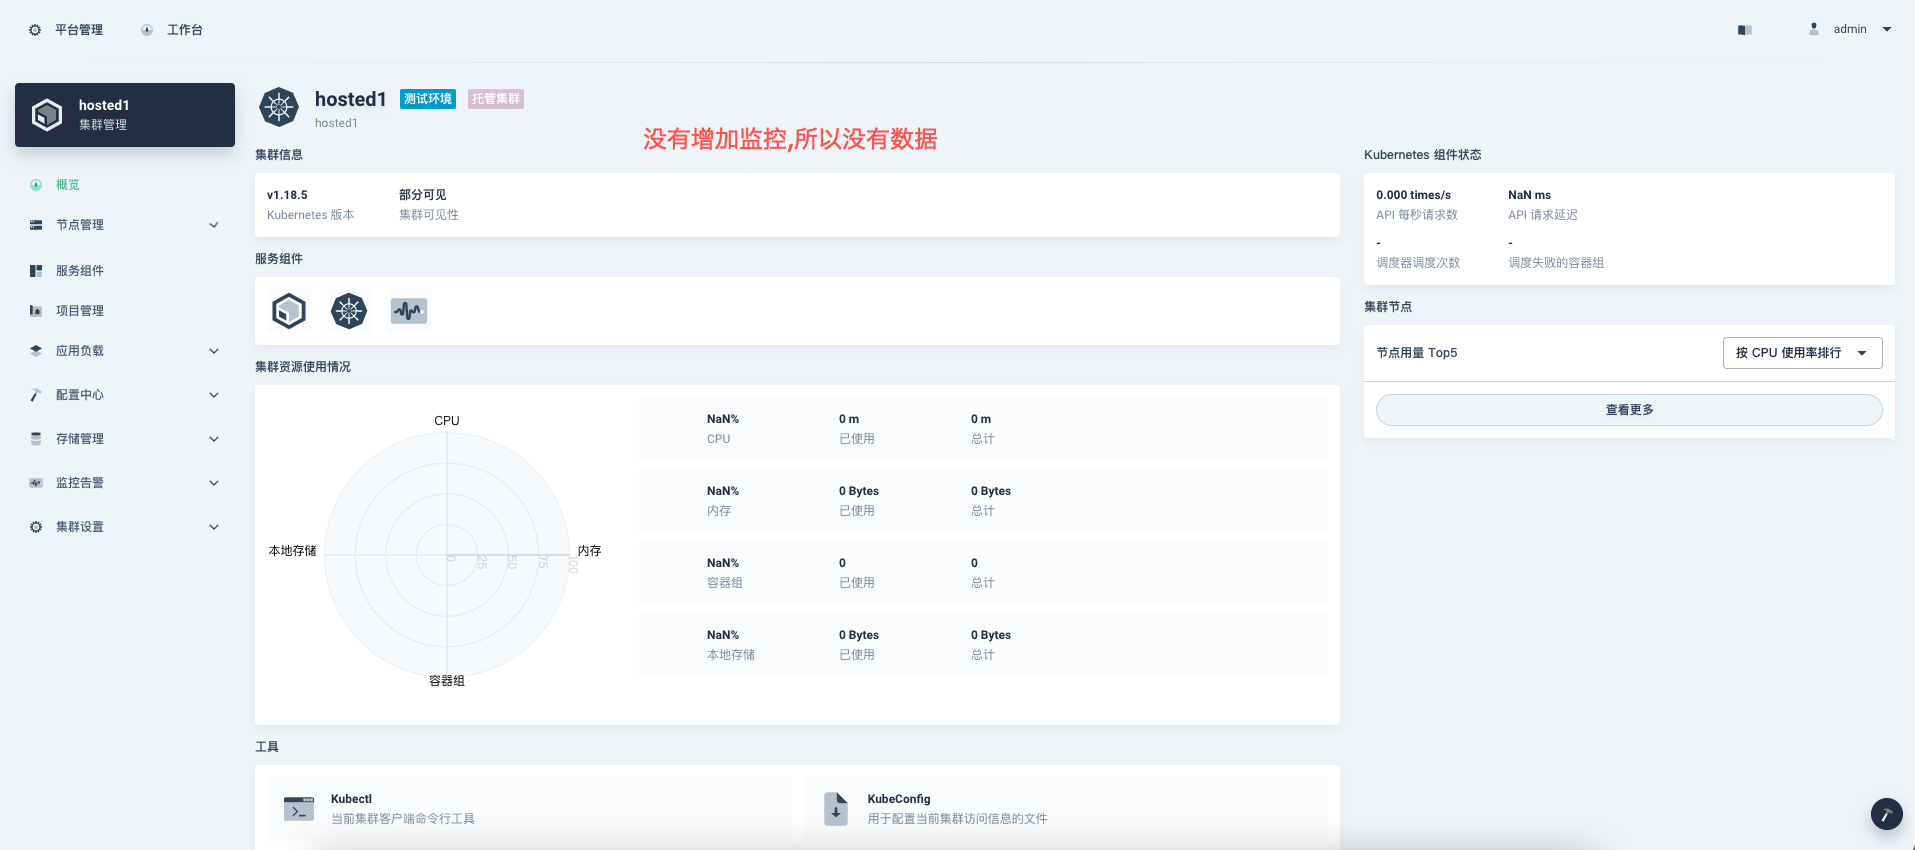 平台管理
工作台
admin
hosted1
集群管理
概览
节点管理
服务组件
项目管理
应用负载
配置中心
存储管理
监控告警
集群设置
hosted1 测试环境 托管集群
hosted1
没有增加监控,所以没有数据
集群信息
v1.18.5 部分可见
Kubernetes 版本 集群可见性
服务组件
集群资源使用情况
CPU
本地存储
内存
容器组
0 25 50 75 100
NaN% 0 m 0 m
CPU 已使用 总计
NaN% 0 Bytes 0 Bytes
内存 已使用 总计
NaN% 0 0
容器组 已使用 总计
NaN% 0 Bytes 0 Bytes
本地存储 已使用 总计
工具
Kubectl
当前集群客户端命令行工具
KubeConfig
用于配置当前集群访问信息的文件
Kubernetes 组件状态
0.000 times/s NaN ms
API 每秒请求数 API 请求延迟
- -
调度器调度次数 调度失败的容器组
集群节点
节点用量 Top5 按 CPU 使用率排行
查看更多